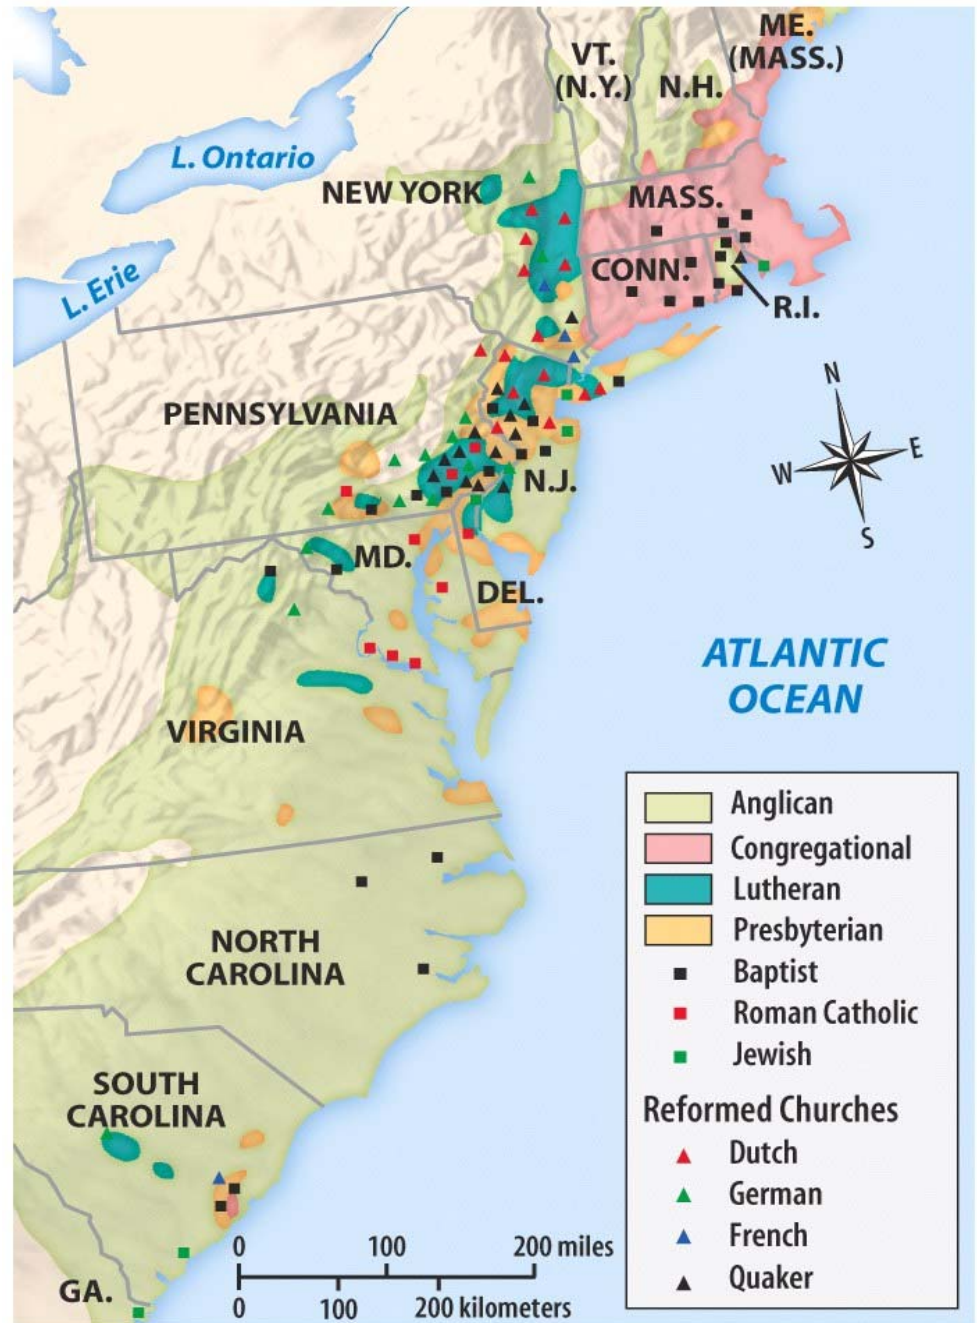 ME.
(MASS.)
VT.
(N.Y.)
N.H.
L. Ontario
NEW YORK
MASS.
L. Erie
CONN.
R.I.
PENNSYLVANIA
N
W
E
S
N.J.
MD.
DEL.
ATLANTIC
OCEAN
VIRGINIA
NORTH
CAROLINA
SOUTH
CAROLINA
GA.
Anglican
Congregational
Lutheran
Presbyterian
Baptist
Roman Catholic
Jewish
Reformed Churches
Dutch
German
French
Quaker
0 100 200 miles
0 100 200 kilometers